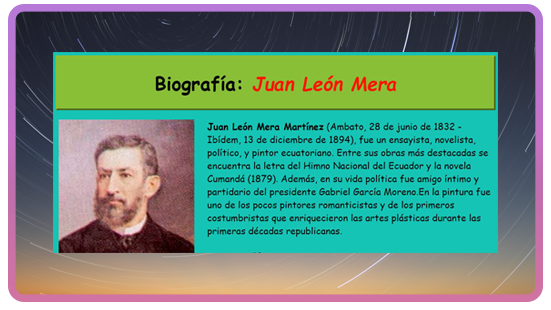 Biografía: Juan León Mera
Juan León Mera Martínez (Ambato, 28 de junio de 1832 -
Ibídem, 13 de diciembre de 1894), fue un ensayista, novelista,
político, y pintor ecuatoriano. Entre sus obras más destacadas se
encuentra la letra del Himno Nacional del Ecuador y la novela
Cumandá (1879). Además, en su vida política fue amigo íntimo y
partidario del presidente Gabriel García Moreno.En la pintura fue
uno de los pocos pintores romanticistas y de los primeros
costumbristas que enriquecieron las artes plásticas durante las
primeras décadas republicanas.